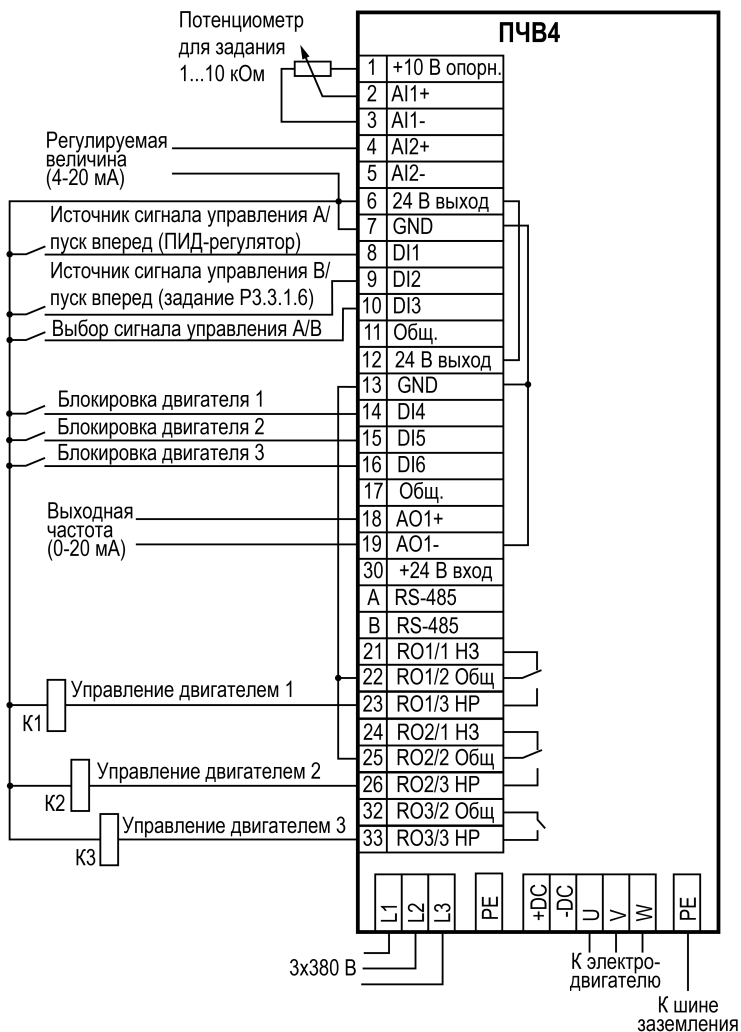 ПЧВ4
Потенциометр
для задания
1...10 кОм
1 +10 В опорн.
2 AI1+
3 AI1-
Регулируемая
величина
(4-20 мА)
4 AI2+
5 AI2-
6 24 В выход
7 GND
Источник сигнала управления А/
пуск вперед (ПИД-регулятор)
8 DI1
Источник сигнала управления В/
пуск вперед (задание Р3.3.1.6)
9 DI2
10 DI3
Выбор сигнала управления А/В
11 Общ.
12 24 В выход
13 GND
Блокировка двигателя 1
14 DI4
Блокировка двигателя 2
15 DI5
Блокировка двигателя 3
16 DI6
17 Общ.
Выходная
частота
(0-20 мА)
18 AO1+
19 AO1-
30 +24 В вход
A RS-485
B RS-485
21 RO1/1 НЗ
22 RO1/2 Общ
Управление двигателем 1
23 RO1/3 НР
К1
24 RO2/1 НЗ
25 RO2/2 Общ
Управление двигателем 2
26 RO2/3 НР
К2
32 RO3/2 Общ
Управление двигателем 3
33 RO3/3 НР
К3
L1
L2
L3
PE
+DC
-DC
U
V
W
PE
3х380 В
К электро-
двигателю
К шине
заземления